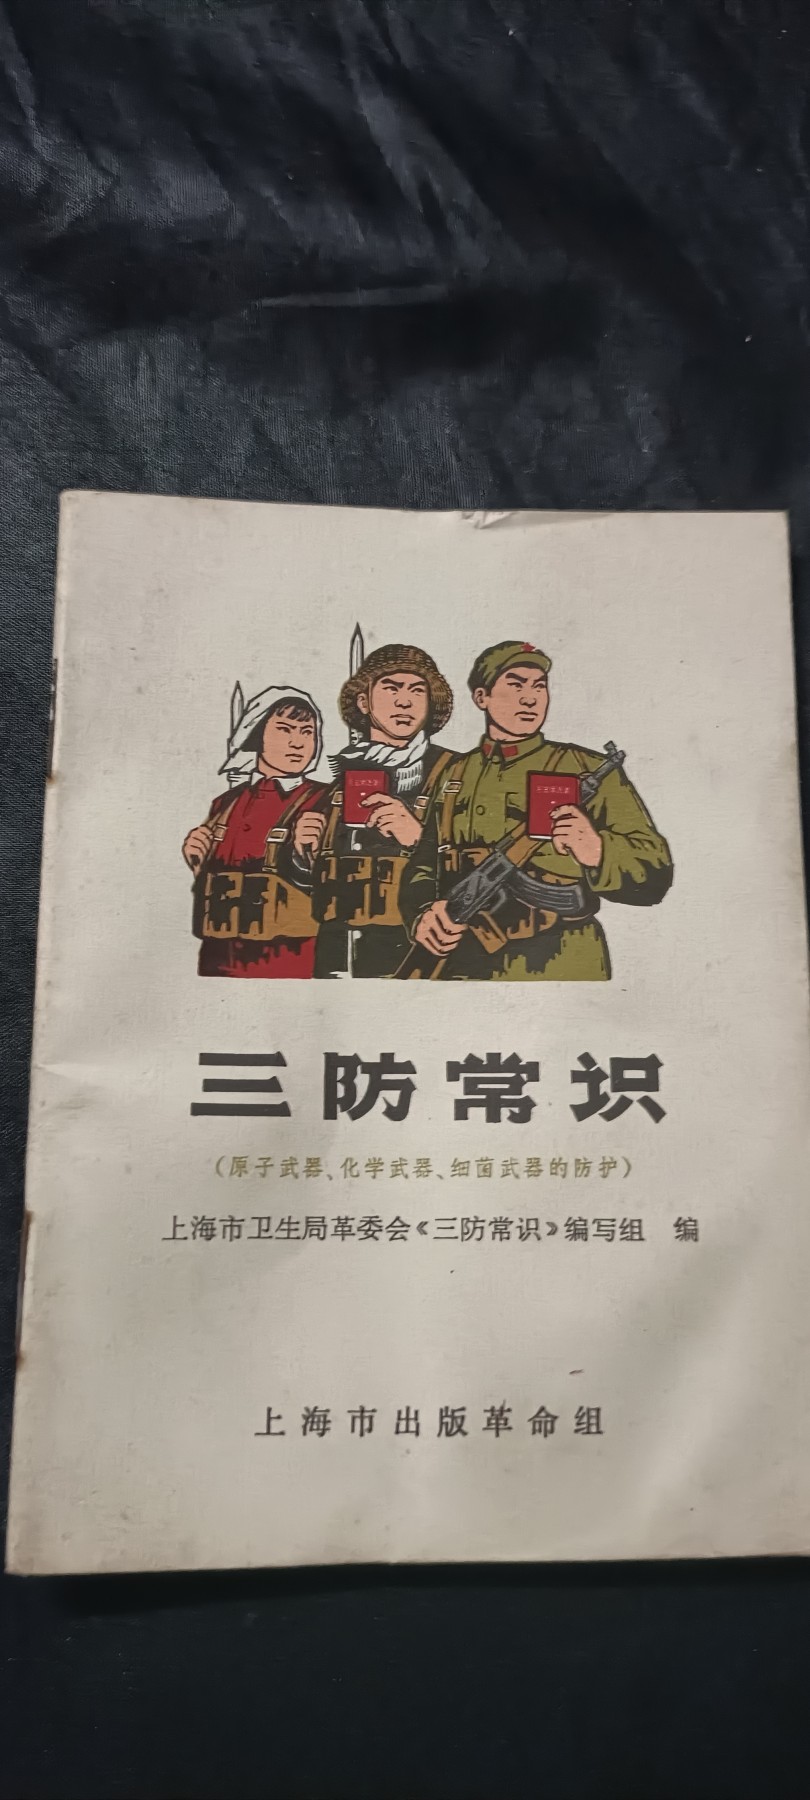 三防常识
（原子武器、化学武器、细菌武器的防护）
上海市卫生局革委会《三防常识》编写组 编
上海市出版革命组